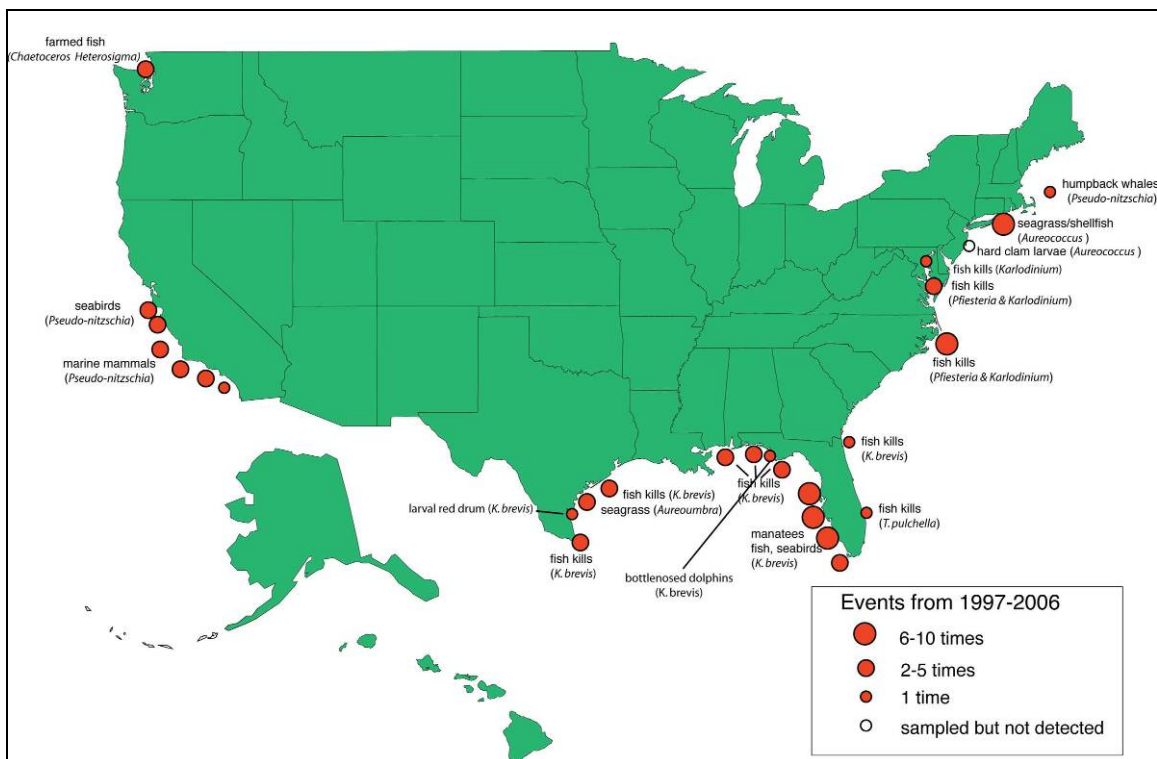 farmed fish
(Chaetoceros Heterosigma)
humpback whales
(Pseudo-nitzschia)
seagrass/shellfish
(Aureococcus )
hard clam larvae (Aureococcus )
fish kills (Karlodinium)
fish kills
(Pfiesteria & Karlodinium)
seabirds
(Pseudo-nitzschia)
marine mammals
(Pseudo-nitzschia)
fish kills
(Pfiesteria & Karlodinium)
fish kills
(K. brevis)
fish kills
(K. brevis)
fish kills (K. brevis)
seagrass (Aureoumbra)
larval red drum (K. brevis)
fish kills
(K. brevis)
fish kills
(T. pulchella)
manatees
fish, seabirds
(K. brevis)
bottlenosed dolphins
(K. brevis)
Events from 1997-2006
6-10 times
2-5 times
1 time
sampled but not detected